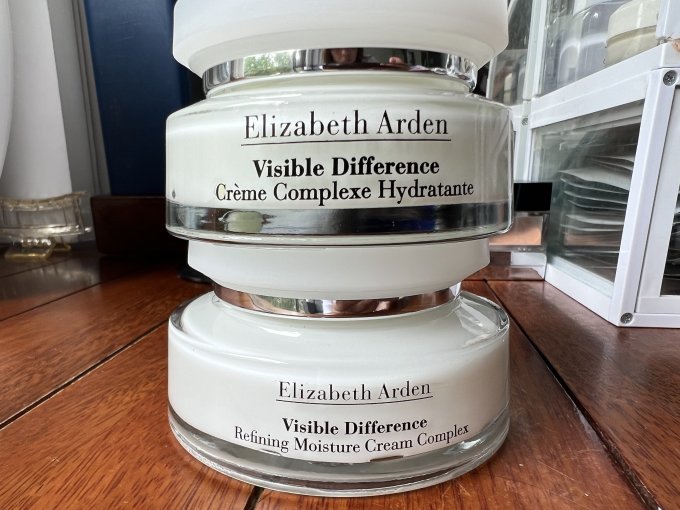 Elizabeth Arden
Visible Difference
Crème Complexe Hydratante
Elizabeth Arden
Visible Difference
Refining Moisture Cream Complex